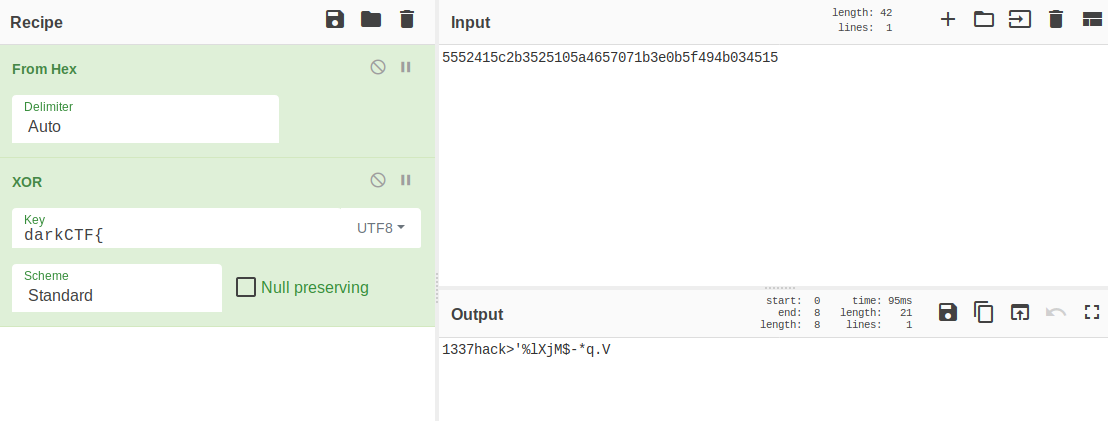 Recipe
From Hex
Delimiter
Auto
XOR
Key
darkCTF{
UTF8
Scheme
Standard
Null preserving
Input
length: 42
lines: 1
5552415c2b3525105a4657071b3e0b5f494b034515
Output
start: 0
end: 8
length: 8
time: 95ms
length: 21
lines: 1
1337hack>'%lXjM$-*q.V